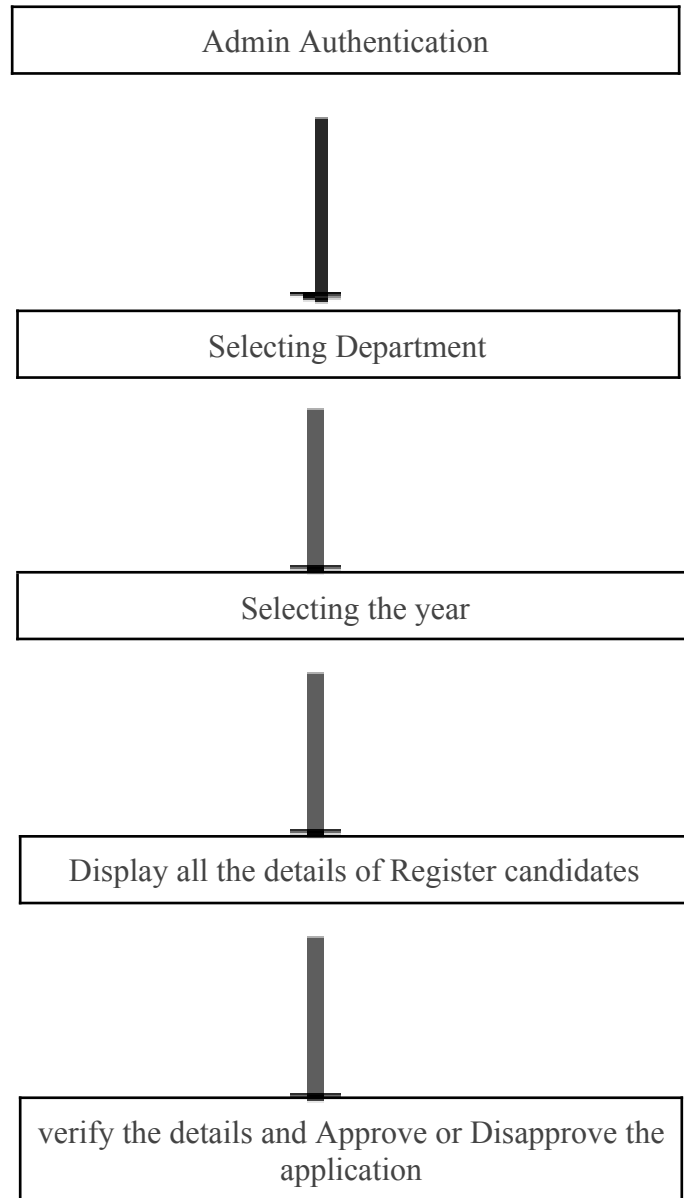 Admin Authentication
Selecting Department
Selecting the year
Display all the details of Register candidates
verify the details and Approve or Disapprove the
application